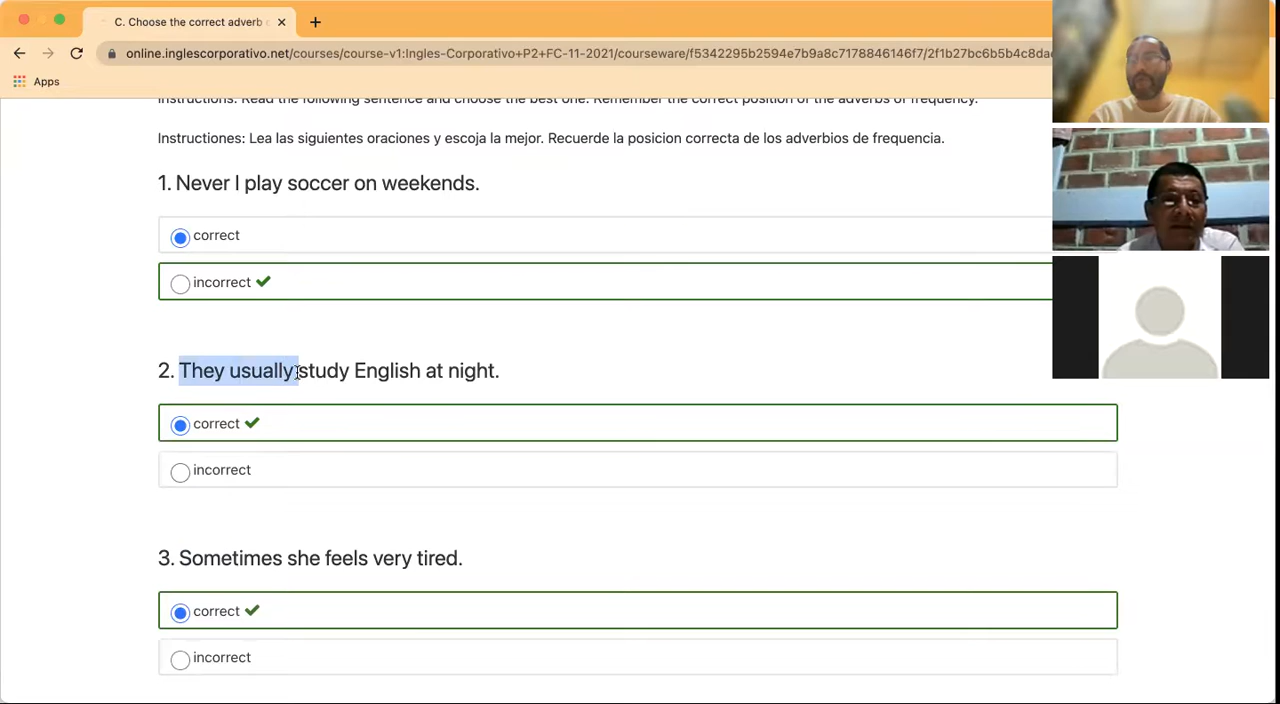 C. Choose the correct adverb
online.inglescorporativo.net/courses/course-v1:Ingles-Corporativo+P2+FC-11-2021/courseware/f5342295b2594e7b9a8c7178846146f7/2f1b27bc6b5b4c8da
Apps
Instructions: Read the following sentence and choose the best one. Remember the correct position of the adverbs of frequency.
Instructiones: Lea las siguientes oraciones y escoja la mejor. Recuerde la posicion correcta de los adverbios de frecuencia.
1. Never I play soccer on weekends.
correct
incorrect
2. They usually study English at night.
correct
incorrect
3. Sometimes she feels very tired.
correct
incorrect